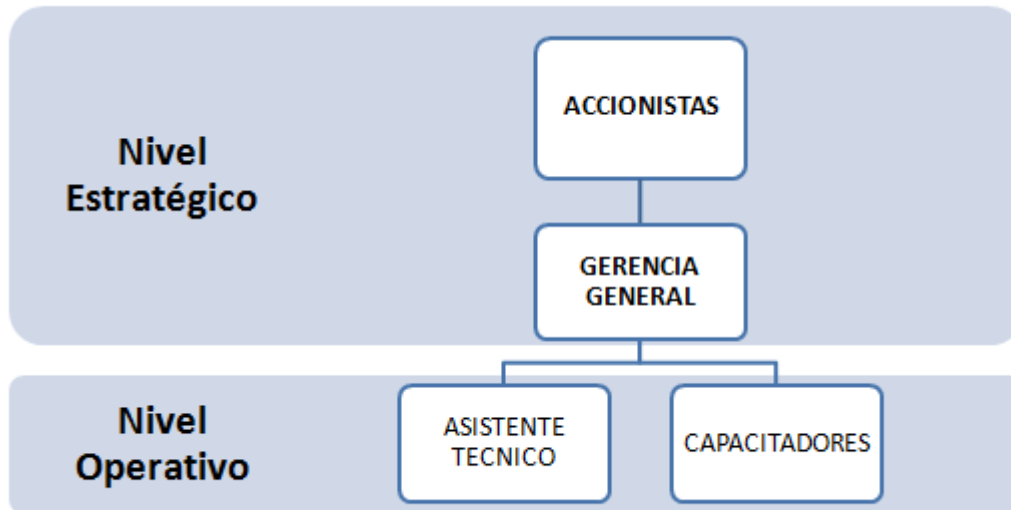 Nivel
Estratégico
ACCIONISTAS
GERENCIA
GENERAL
Nivel
Operativo
ASISTENTE
TECNICO
CAPACITADORES